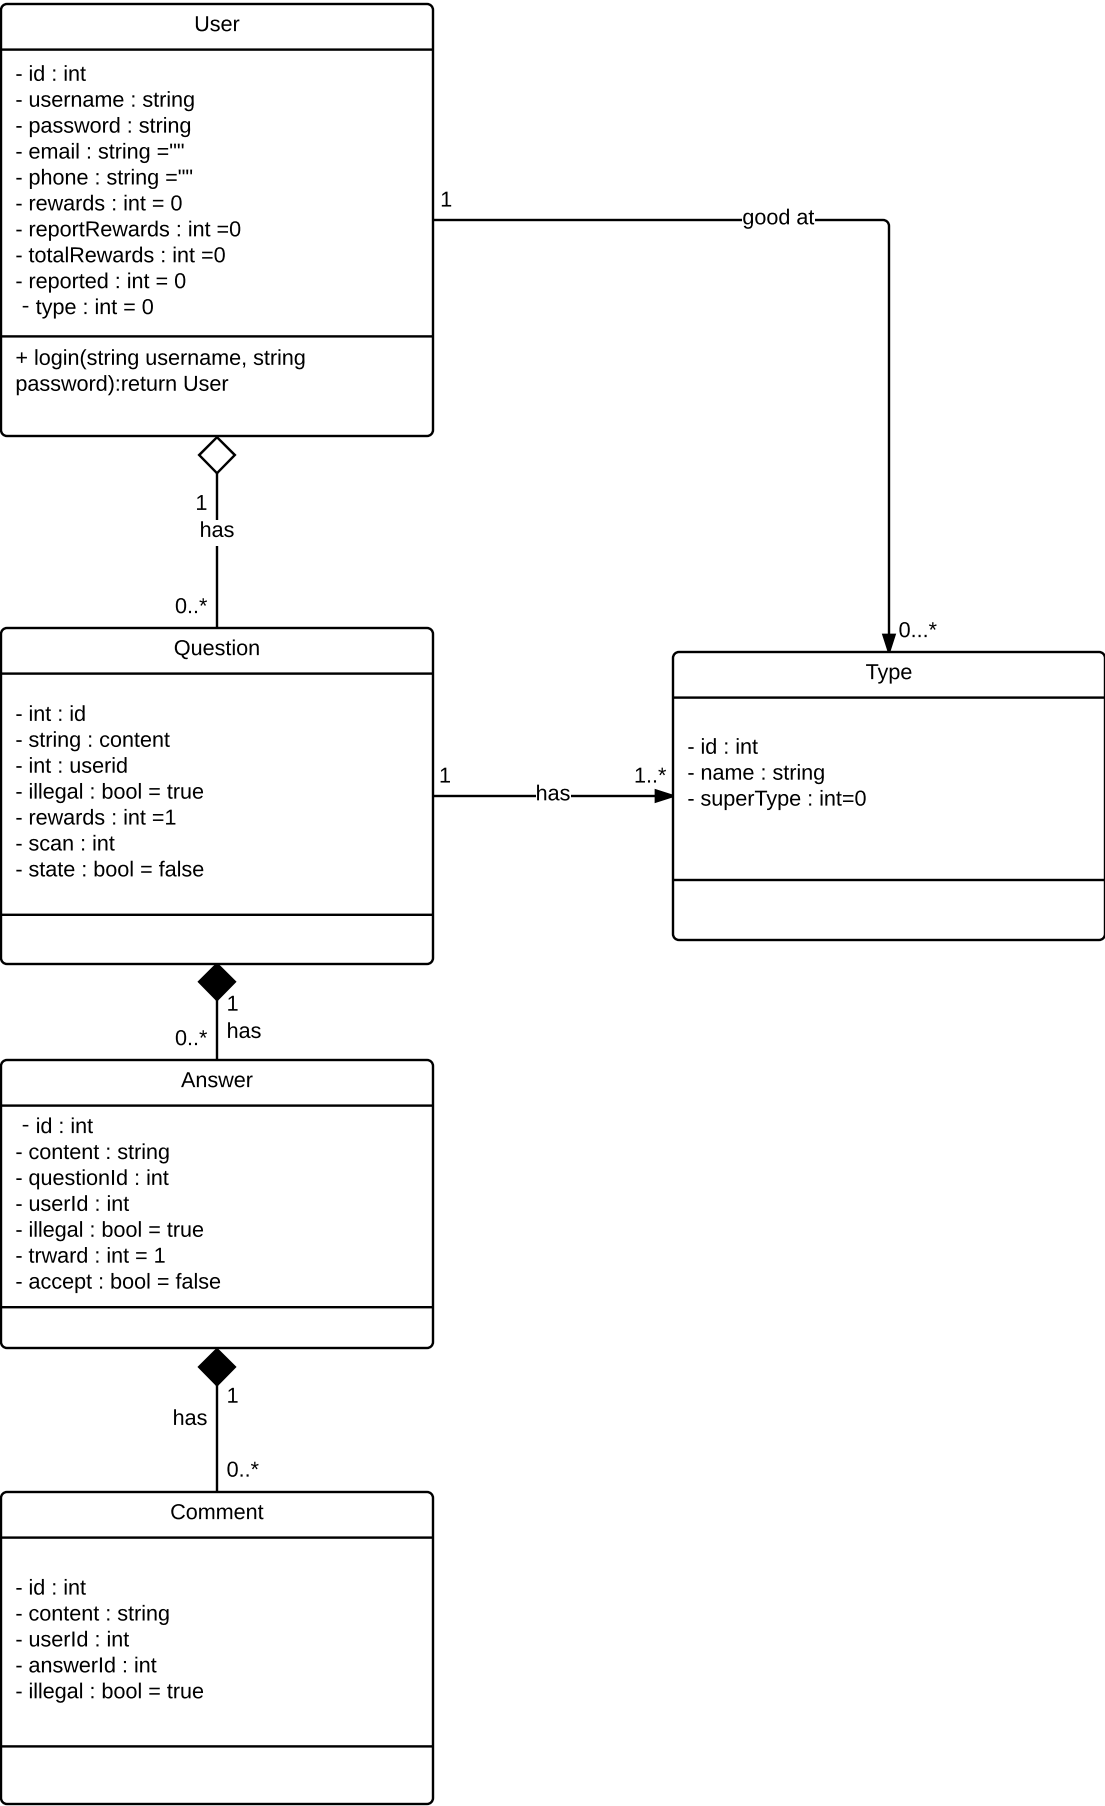 User
- id : int
- username : string
- password : string
- email : string =""
- phone : string =""
- rewards : int = 0
- reportRewards : int =0
- totalRewards : int =0
- reported : int = 0
- type : int = 0
+ login(string username, string
password):return User
1
good at
0...*
1
has
0..*
Question
- int : id
- string : content
- int : userid
- illegal : bool = true
- rewards : int =1
- scan : int
- state : bool = false
1
has
1..*
Type
- id : int
- name : string
- superType : int=0
1
has
0..*
Answer
- id : int
- content : string
- questionId : int
- userId : int
- illegal : bool = true
- trward : int = 1
- accept : bool = false
1
has
0..*
Comment
- id : int
- content : string
- userId : int
- answerId : int
- illegal : bool = true